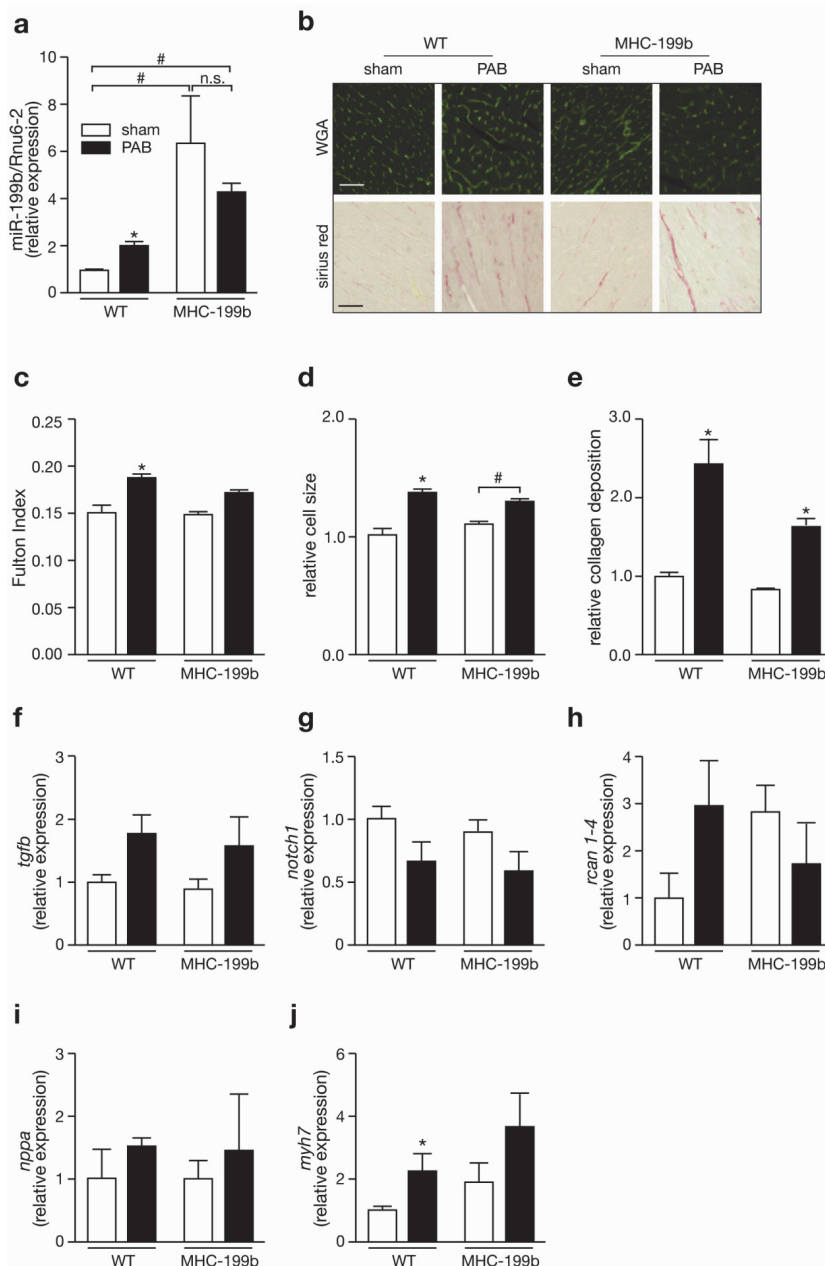 a
miR-199b/Rnu6-2
(relative expression)
10
8
6
4
2
0
#
#
n.s.
sham
PAB
*
WT
MHC-199b
b
WT
MHC-199b
sham
PAB
sham
PAB
WGA
sirius red
c
Fulton Index
0.25
0.20
0.15
0.10
0.05
0.00
*
WT
MHC-199b
d
relative cell size
2.0
1.0
0.0
*
#
WT
MHC-199b
e
relative collagen deposition
3.0
2.0
1.0
0.0
*
*
WT
MHC-199b
f
tgfb
(relative expression)
3
2
1
0
WT
MHC-199b
g
notch1
(relative expression)
1.5
1.0
0.5
0
WT
MHC-199b
h
rcan 1-4
(relative expression)
4
3
2
1
0
WT
MHC-199b
i
nppa
(relative expression)
3
2
1
0
WT
MHC-199b
j
myh7
(relative expression)
6
4
2
0
*
WT
MHC-199b